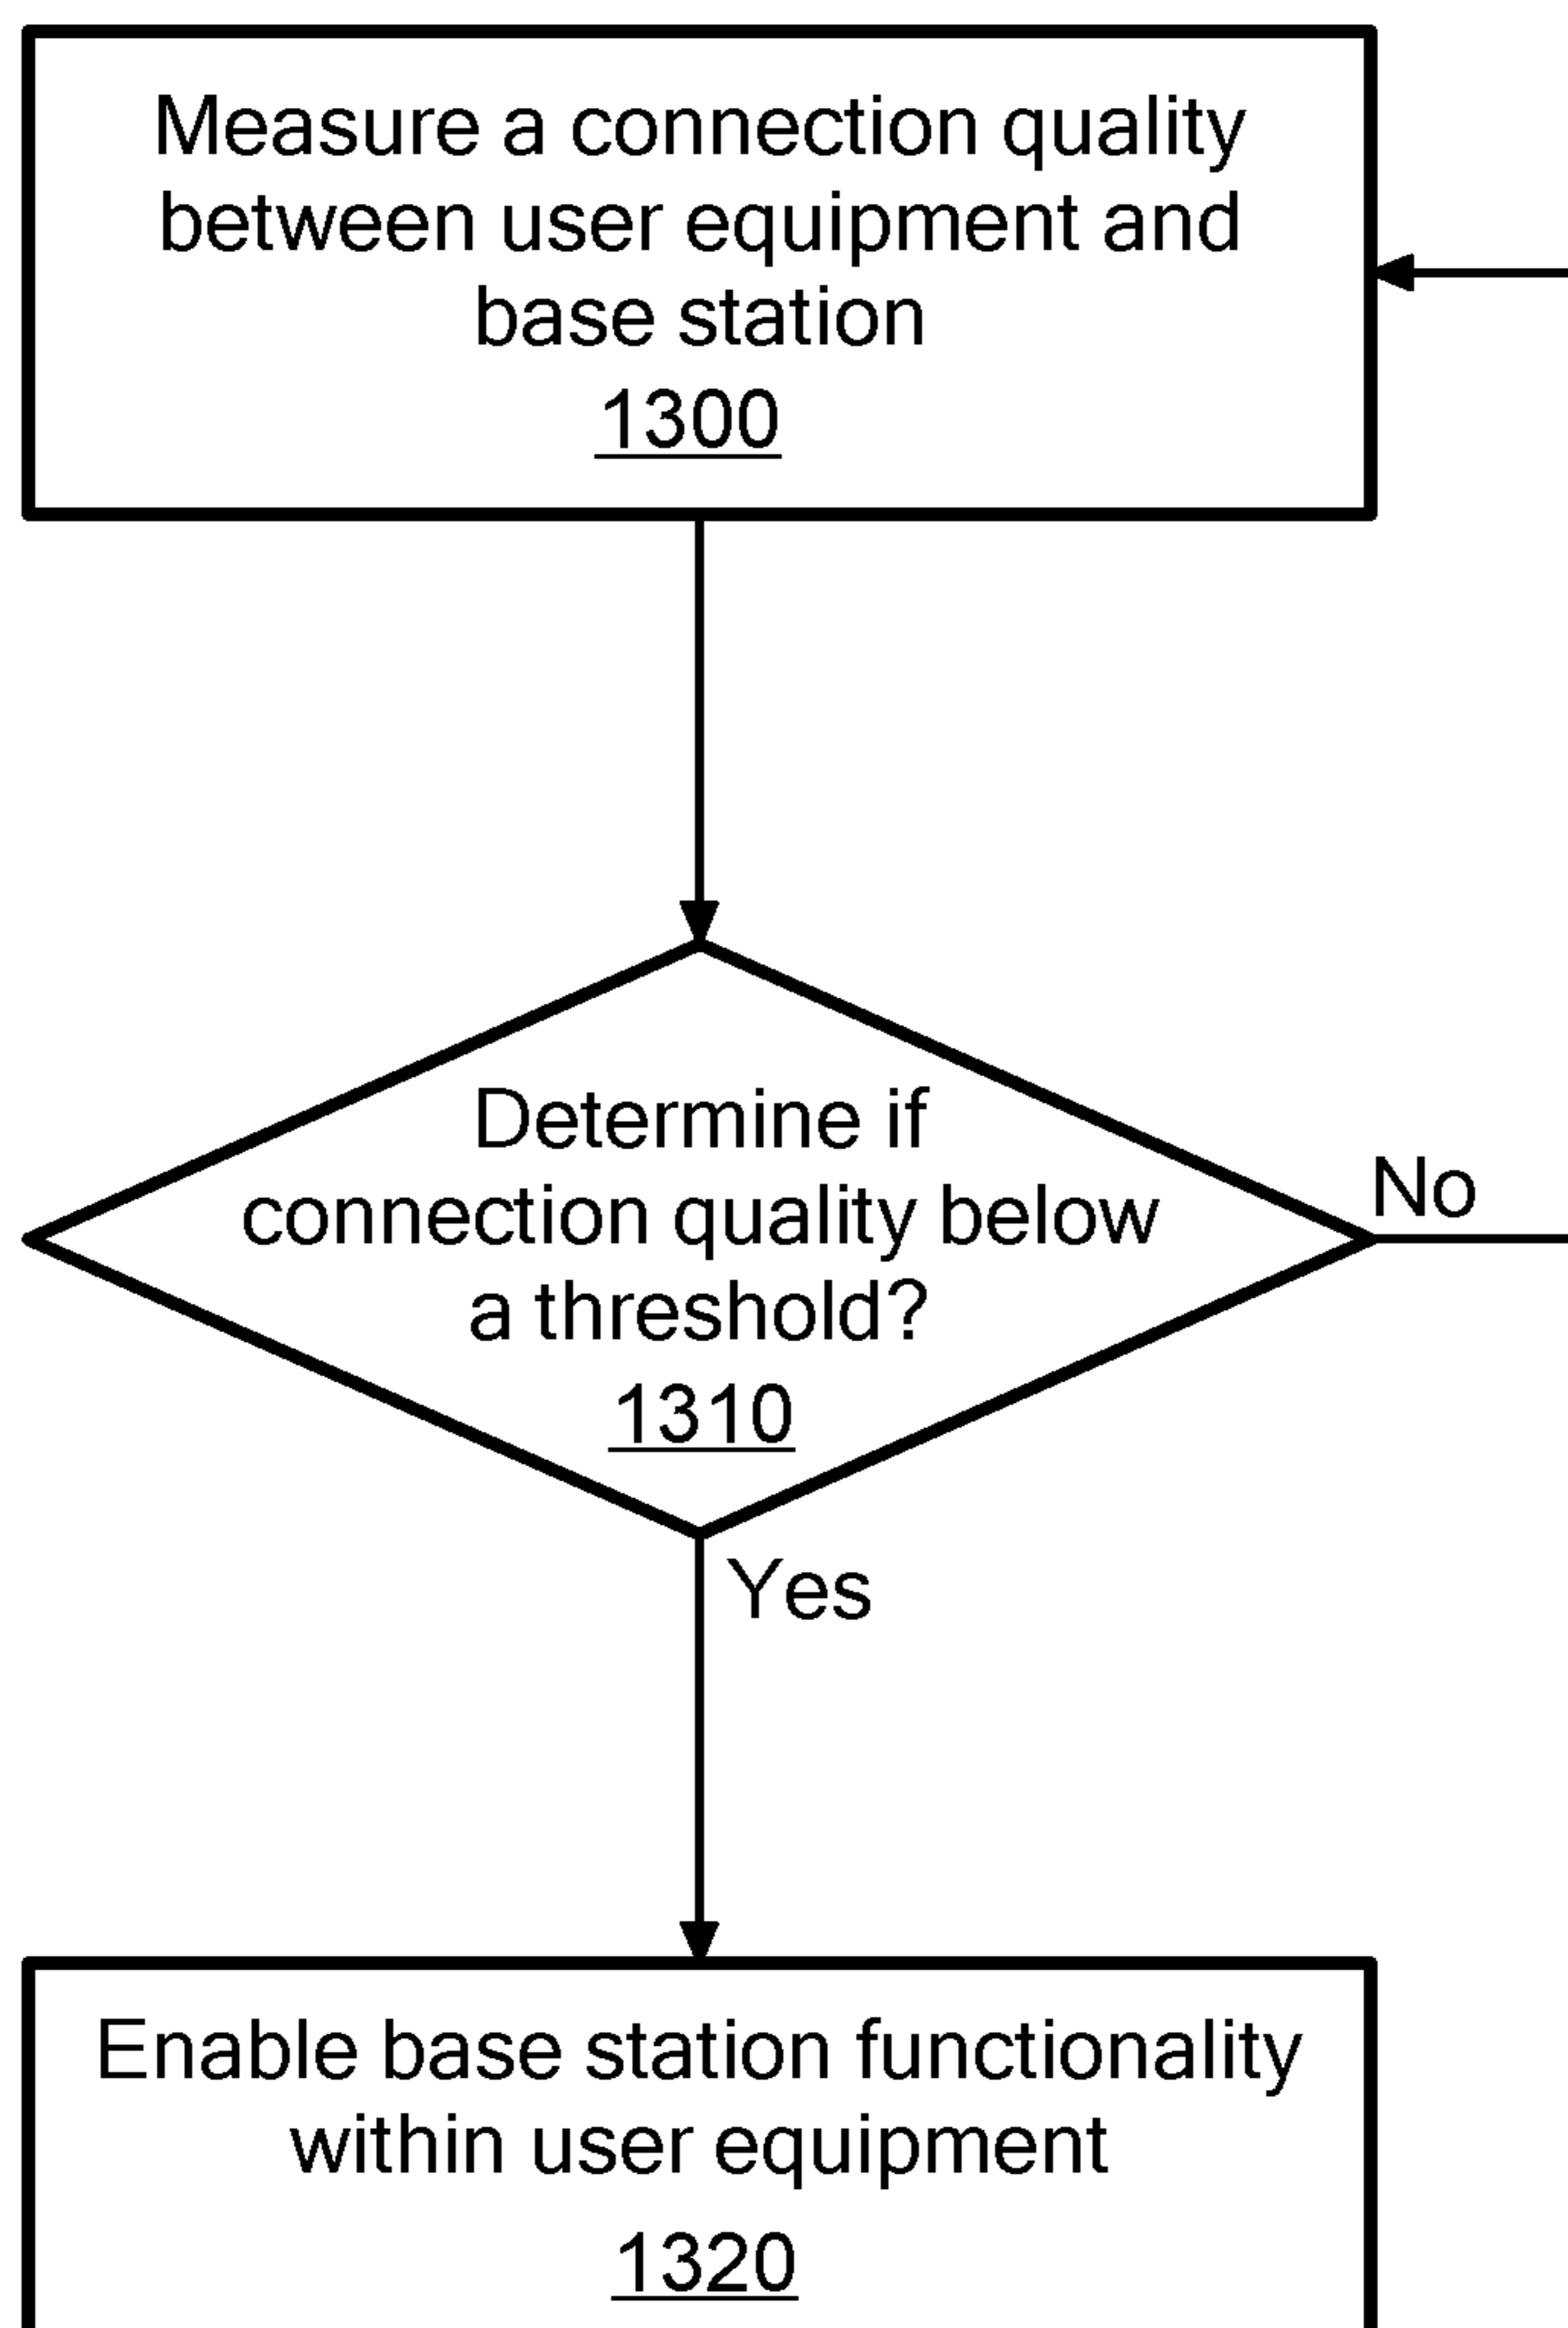 Measure a connection quality
between user equipment and
base station
1300
Determine if
connection quality below
a threshold?
1310
No
Yes
Enable base station functionality
within user equipment
1320